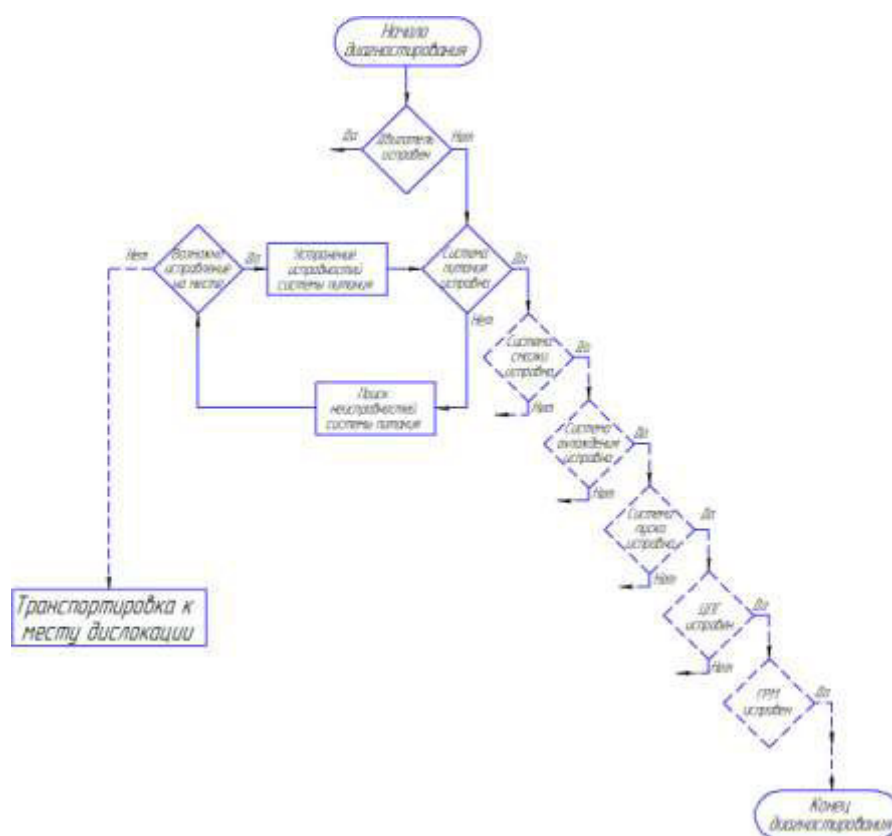 Начало
диагностирования
Да
Двигатель
исправен
Нет
Нет
Возможно
исправление
на месте
Да
Устранение
исправностей
системы питания
Система
питания
исправна
Да
Нет
Поиск
неисправностей
системы питания
Система
смазки
исправна
Да
Нет
Система
охлаждения
исправна
Да
Нет
Система
пуска
исправна
Да
Нет
Транспортировка к
месту дислокации
ЦПГ
исправен
Да
Нет
ГРМ
исправен
Да
Конец
диагностирования